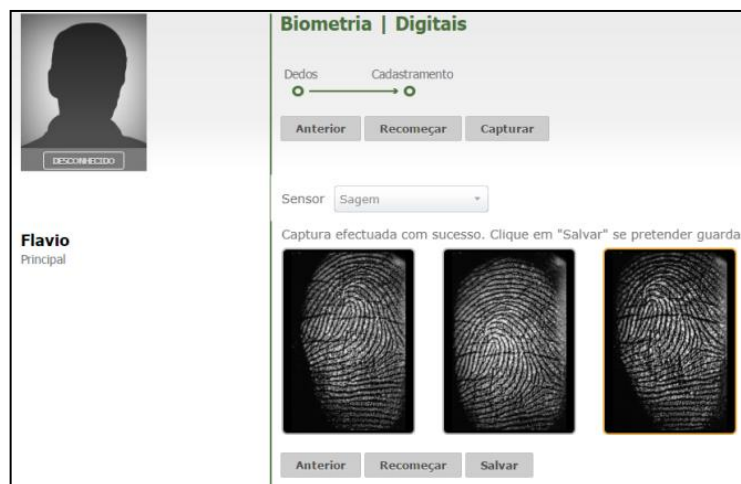 Biometria | Digitais
Dedos Cadastramento
Anterior Recomeçar Capturar
DESCONHECIDO
Sensor Sagem
Flavio
Principal
Captura efectuada com sucesso. Clique em "Salvar" se pretender guarda
Anterior Recomeçar Salvar